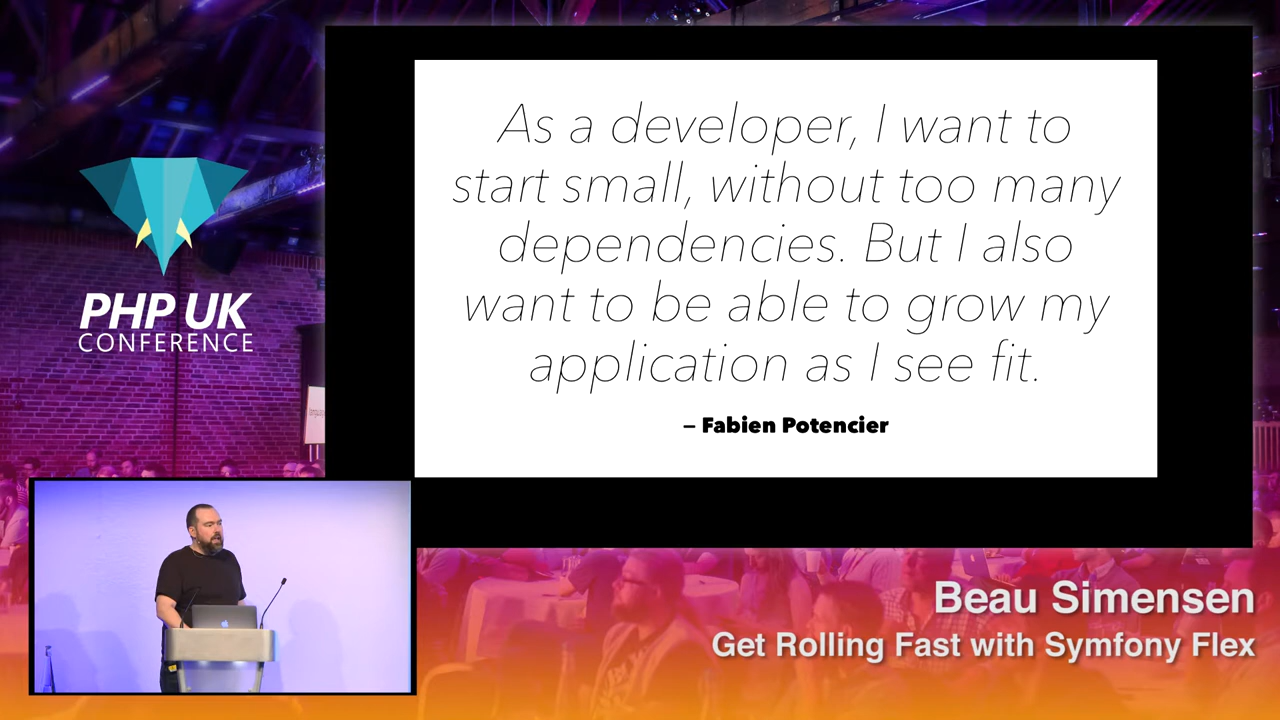 As a developer, I want to
start small, without too many
dependencies. But I also
want to be able to grow my
application as I see fit.
– Fabien Potencier
PHP UK
CONFERENCE
Beau Simensen
Get Rolling Fast with Symfony Flex